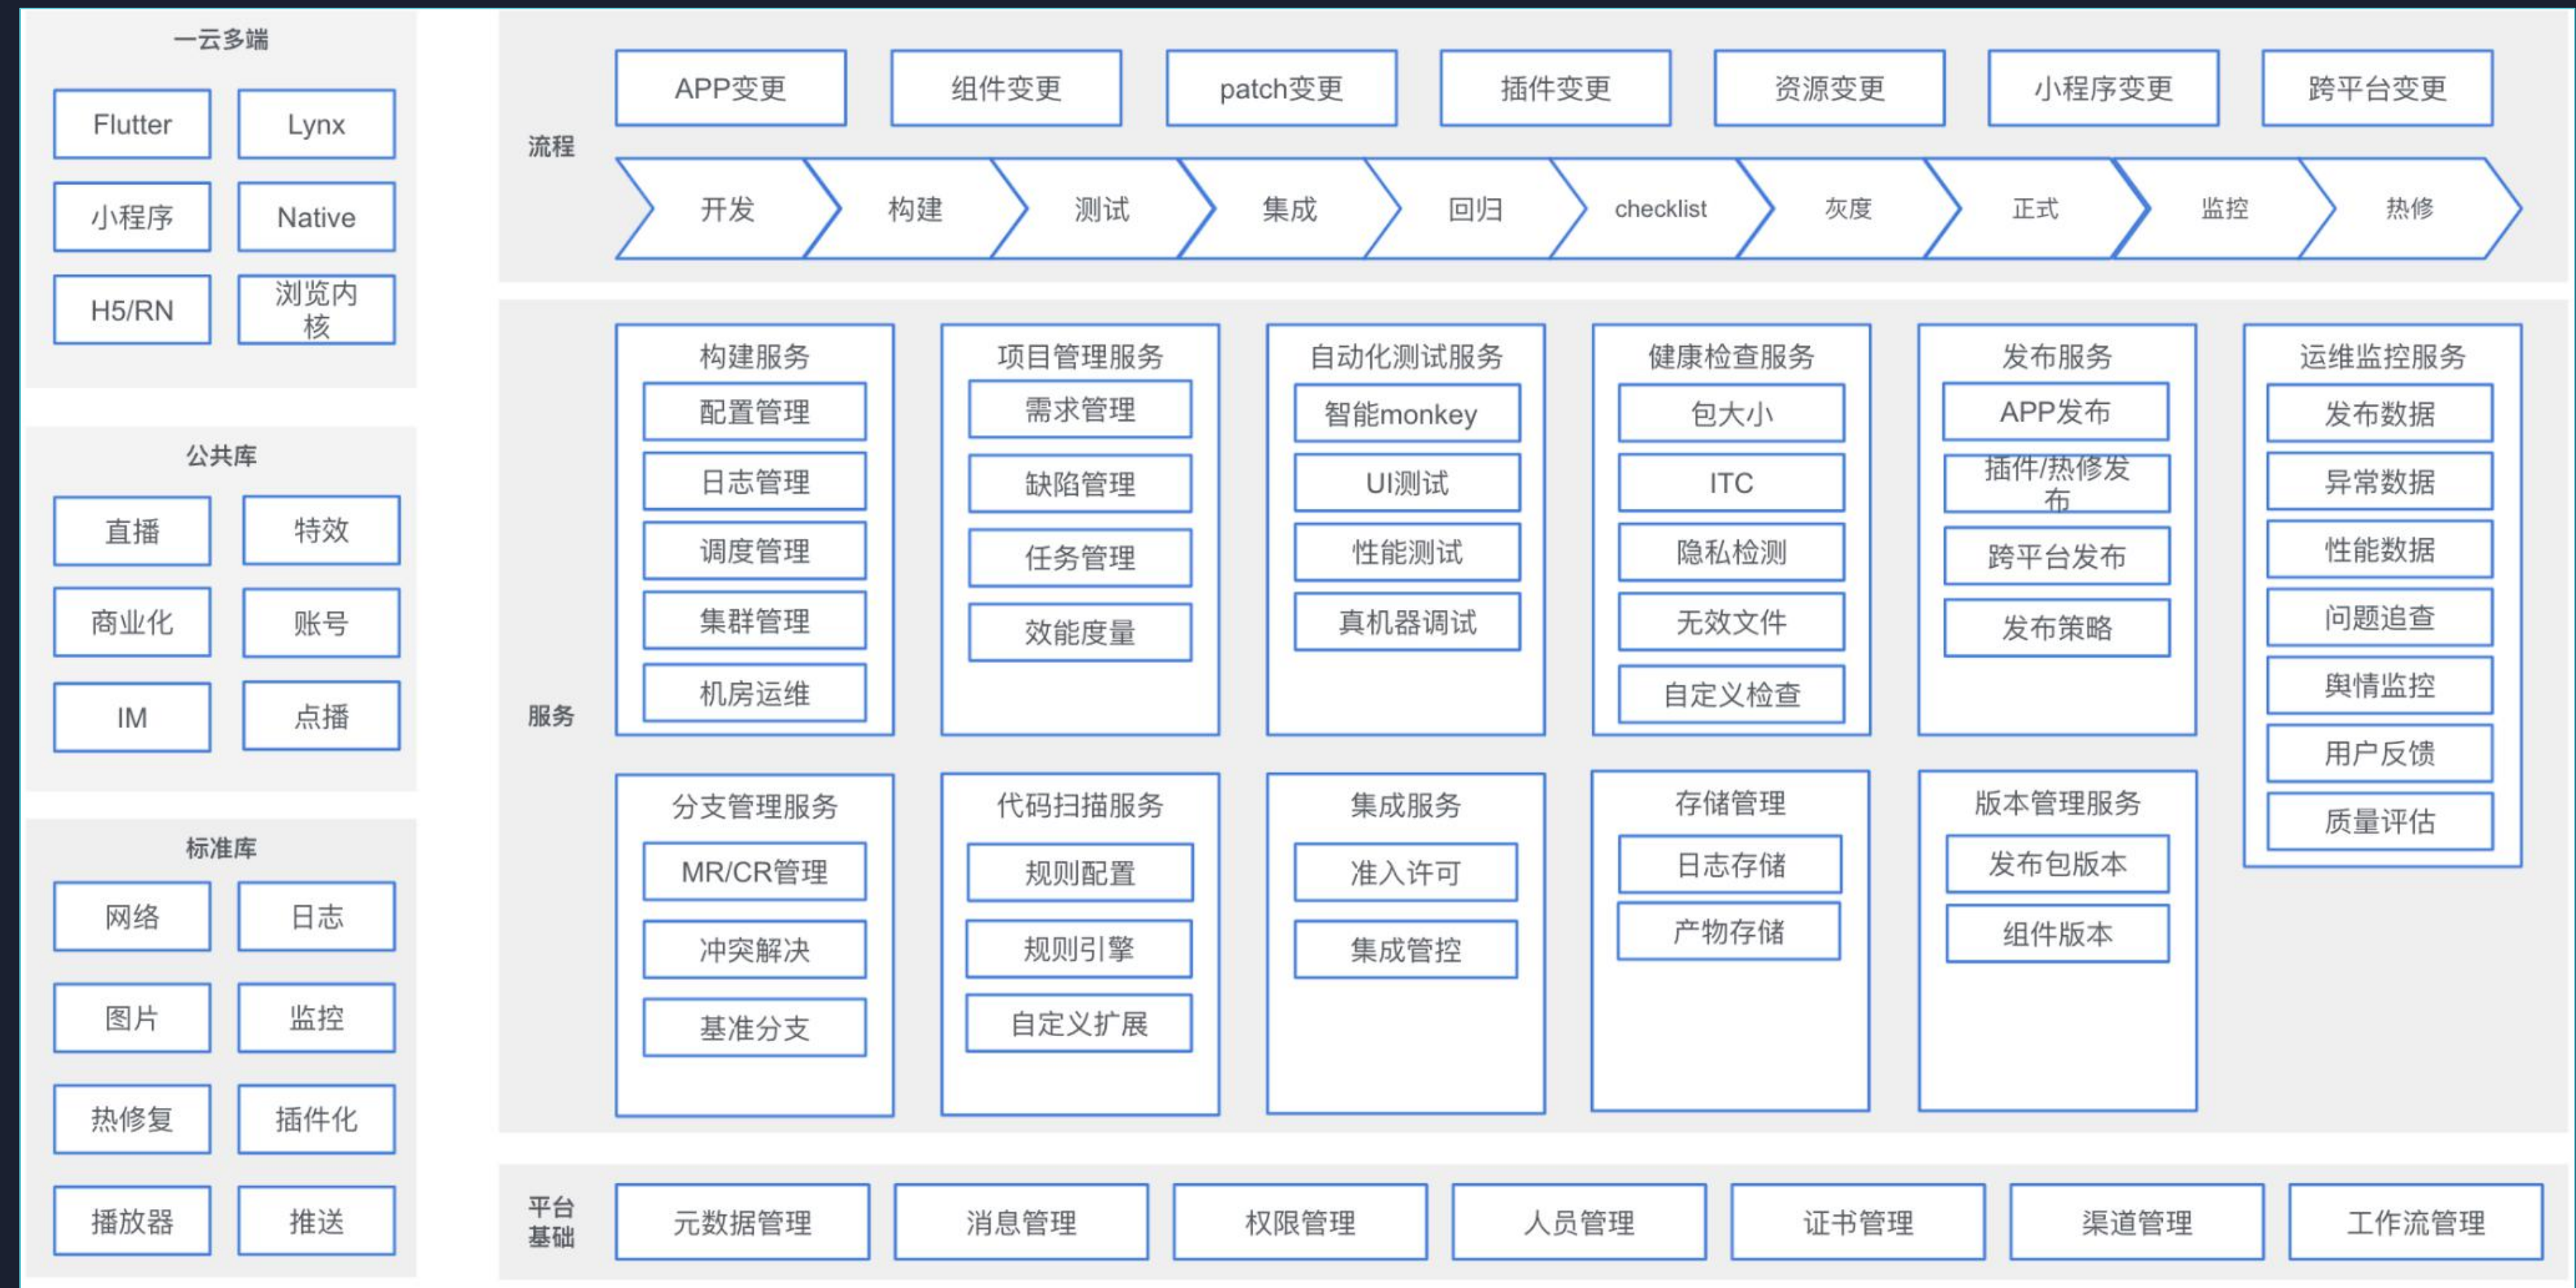 一云多端
Flutter
Lynx
小程序
Native
H5/RN
浏览内
核
公共库
直播
特效
商业化
账号
IM
点播
标准库
网络
日志
图片
监控
热修复
插件化
播放器
推送
流程
APP变更
组件变更
patch变更
插件变更
资源变更
小程序变更
跨平台变更
开发
构建
测试
集成
回归
checklist
灰度
正式
监控
热修
服务
构建服务
配置管理
日志管理
调度管理
集群管理
机房运维
项目管理服务
需求管理
缺陷管理
任务管理
效能度量
自动化测试服务
智能monkey
UI测试
性能测试
真机器调试
健康检查服务
包大小
ITC
隐私检测
无效文件
自定义检查
发布服务
APP发布
插件/热修发
布
跨平台发布
发布策略
运维监控服务
发布数据
异常数据
性能数据
问题追查
舆情监控
用户反馈
质量评估
分支管理服务
MR/CR管理
冲突解决
基准分支
代码扫描服务
规则配置
规则引擎
自定义扩展
集成服务
准入许可
集成管控
存储管理
日志存储
产物存储
版本管理服务
发布包版本
组件版本
平台
基础
元数据管理
消息管理
权限管理
人员管理
证书管理
渠道管理
工作流管理